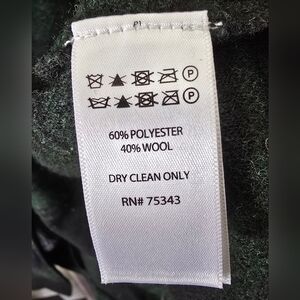 P
P
60% POLYESTER
40% WOOL
DRY CLEAN ONLY
RN# 75343